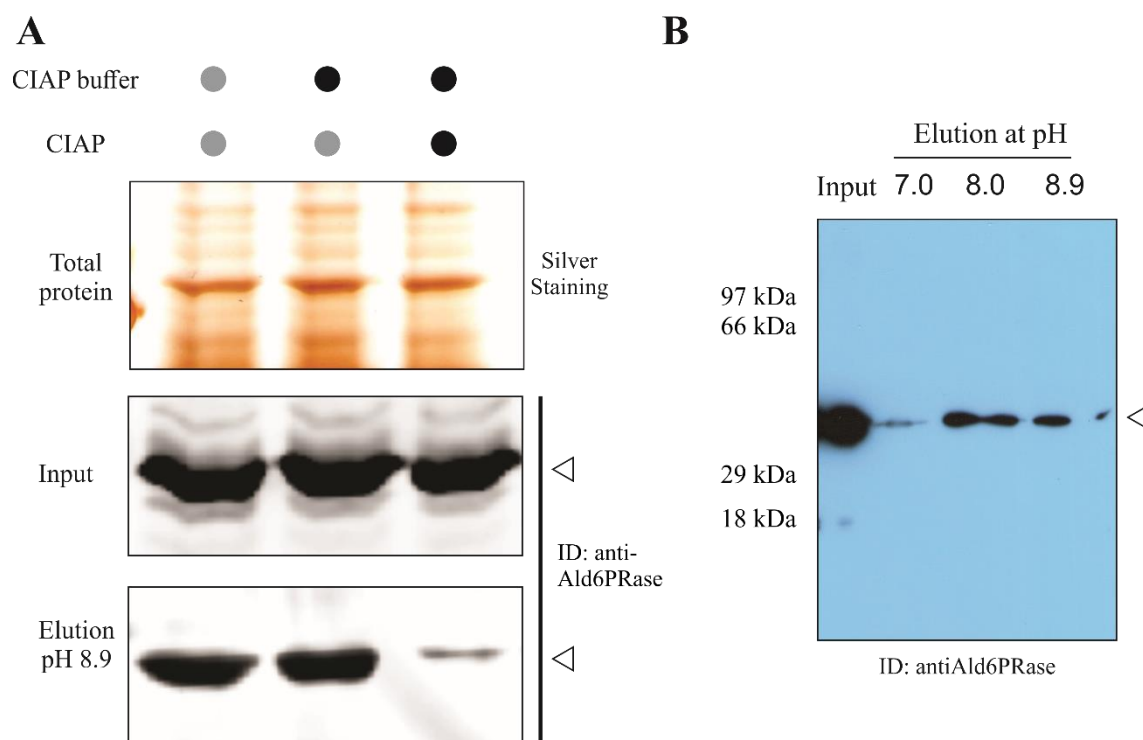 A
CIAP buffer
CIAP
Total
protein
Silver
Staining
Input
ID: anti-
Ald6PRase
Elution
pH 8.9
B
Elution at pH
Input 7.0 8.0 8.9
97 kDa
66 kDa
29 kDa
18 kDa
ID: antiAld6PRase